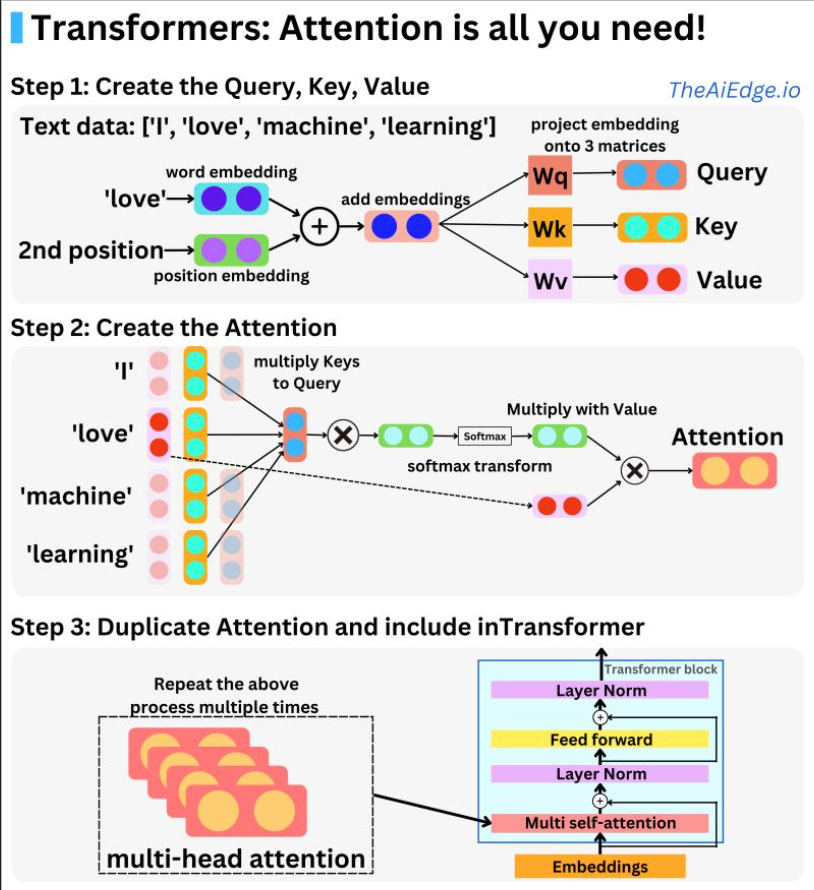 Transformers: Attention is all you need!
Step 1: Create the Query, Key, Value
TheAiEdge.io
Text data: ['I', 'love', 'machine', 'learning']
project embedding
onto 3 matrices
word embedding
'love'
add embeddings
2nd position
position embedding
Wq
Query
Wk
Key
Wv
Value
Step 2: Create the Attention
'I'
multiply Keys
to Query
'love'
Multiply with Value
Softmax
softmax transform
Attention
'machine'
'learning'
Step 3: Duplicate Attention and include inTransformer
Repeat the above
process multiple times
multi-head attention
Transformer block
Layer Norm
+
Feed forward
Layer Norm
+
Multi self-attention
Embeddings